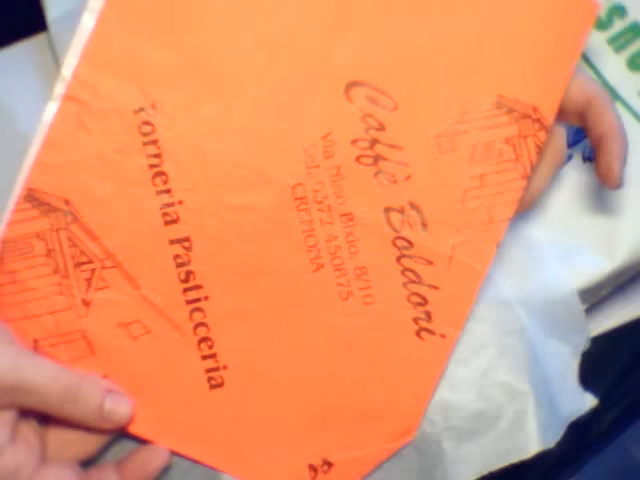 Caffè Boldori
Via Nino Bixio, 8/10
Tel. 0372 450875
CREMONA
Forneria Pasticceria